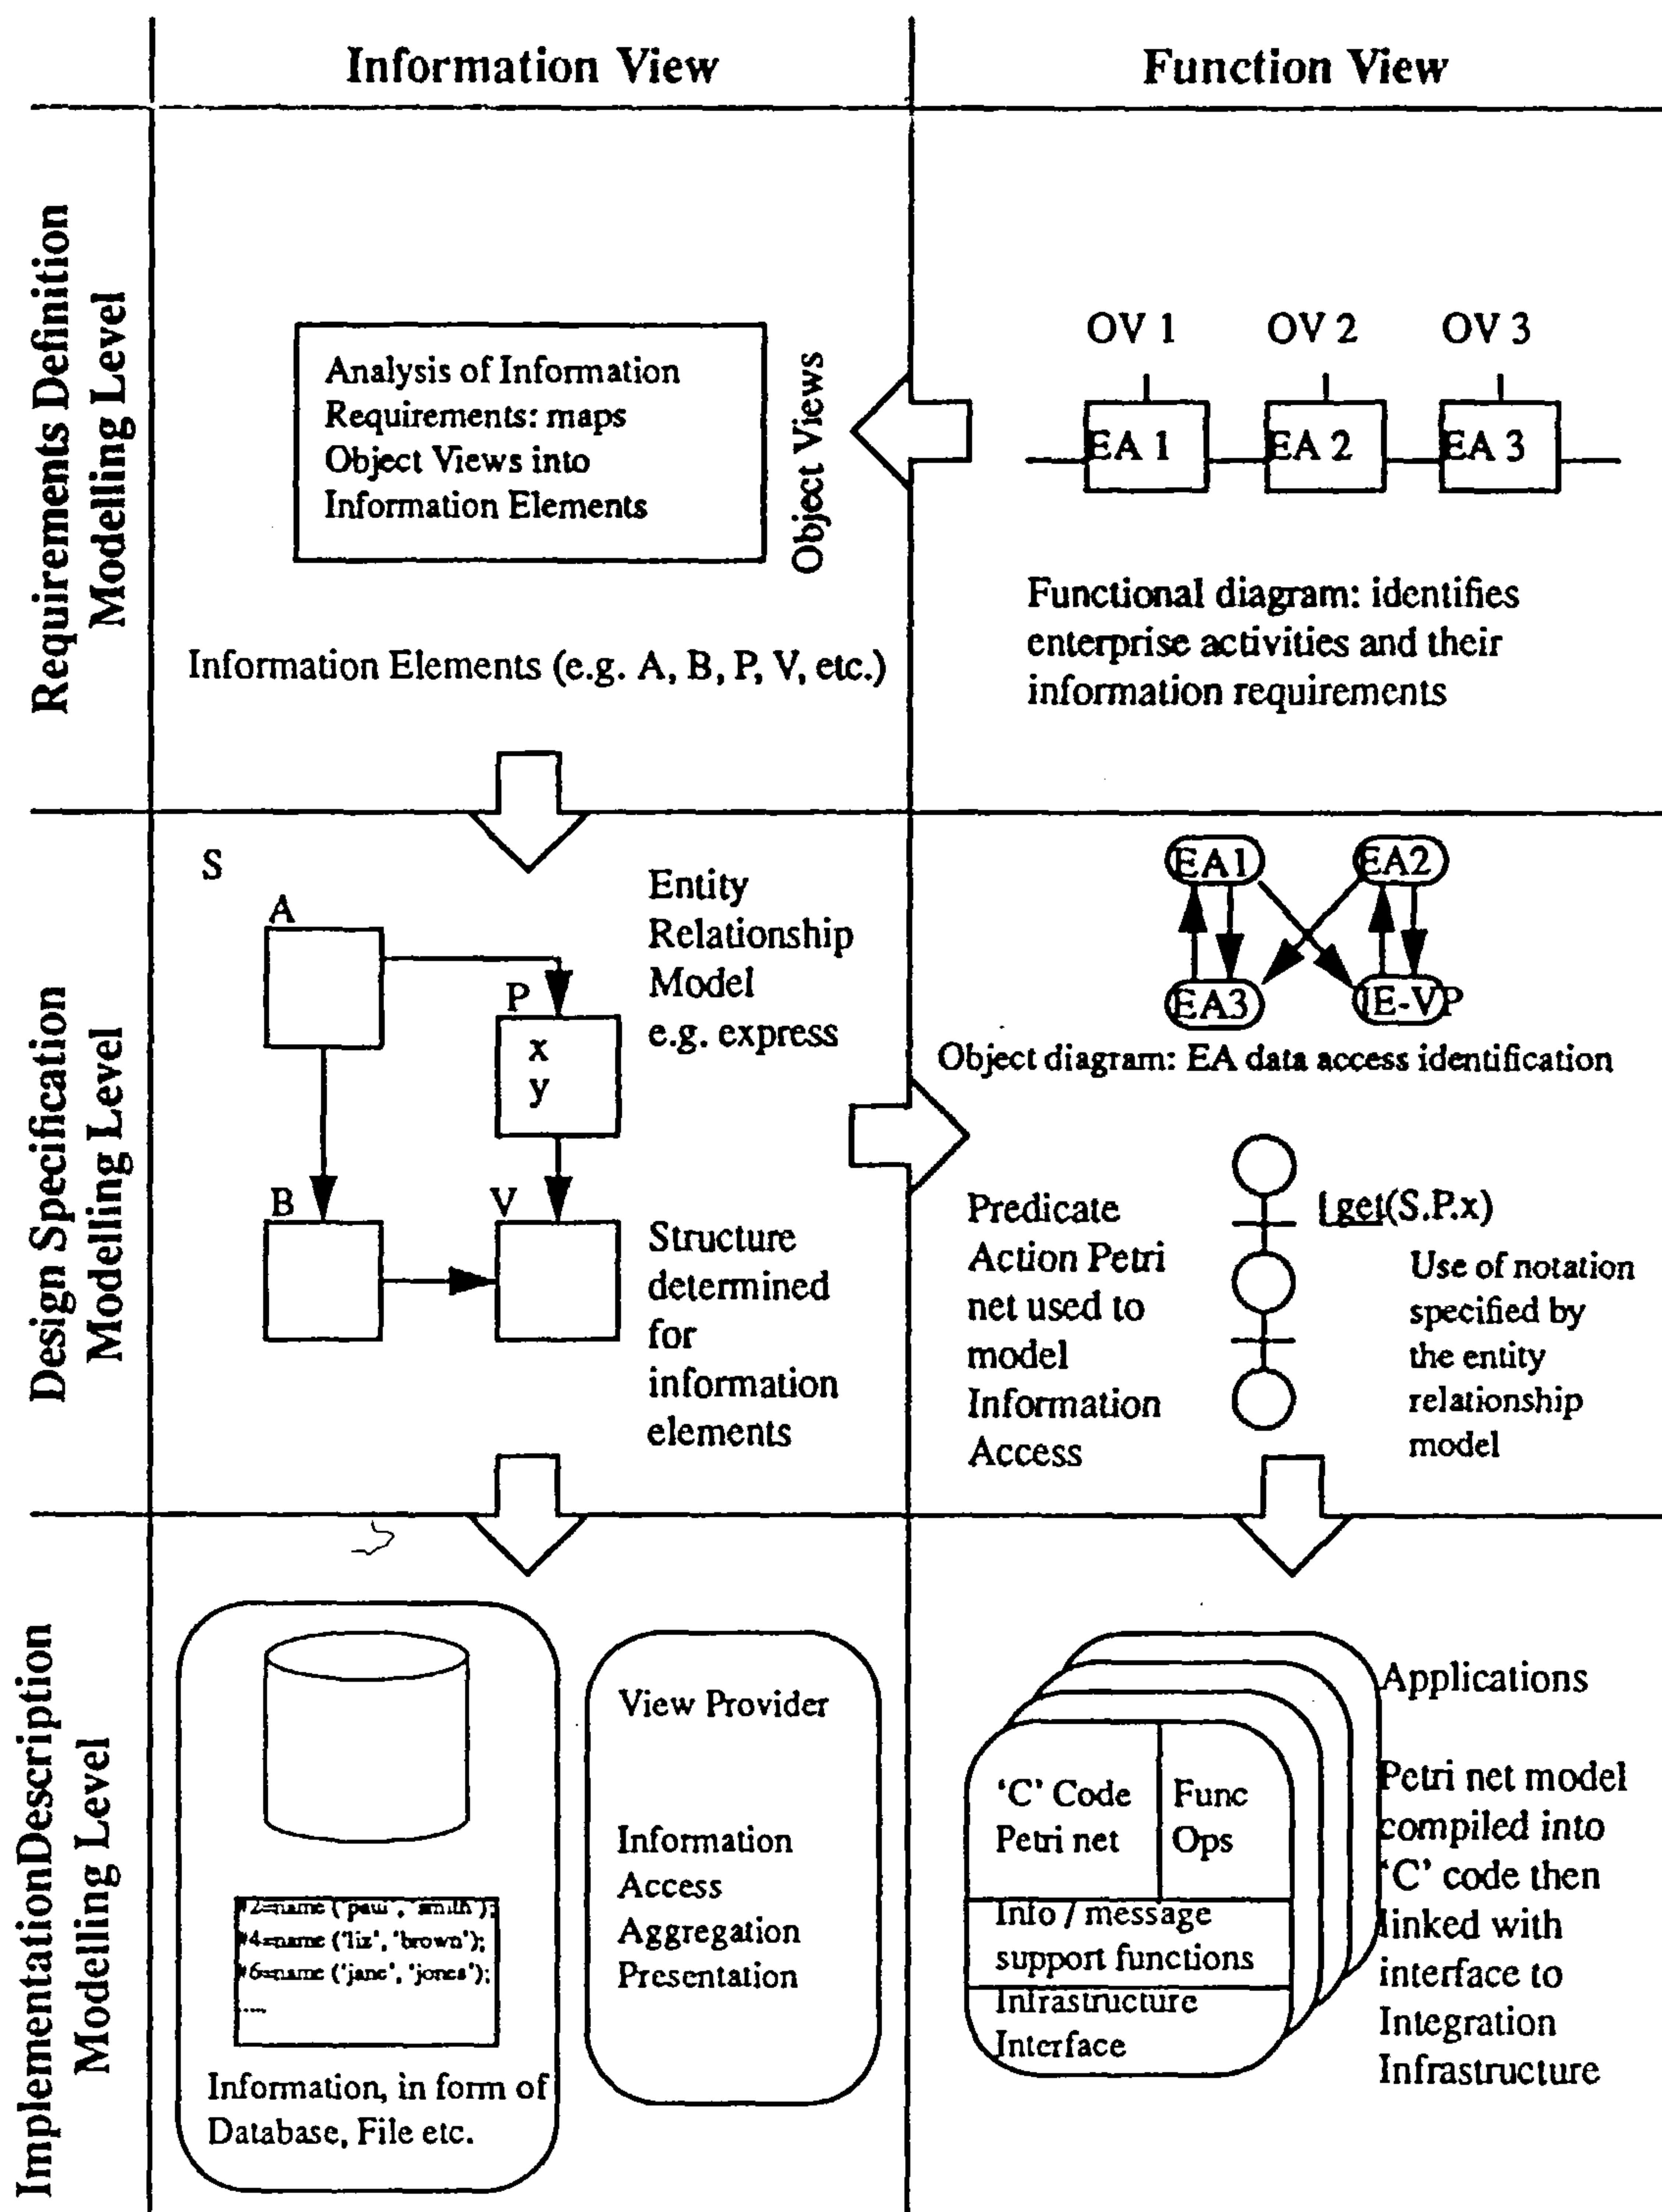 Information View
Function View
Requirements Definition
Modelling Level
Analysis of Information
Requirements: maps
Object Views into
Information Elements
Object Views
Information Elements (e.g. A, B, P, V, etc.)
OV 1
OV 2
OV 3
EA 1
EA 2
EA 3
Functional diagram: identifies
enterprise activities and their
information requirements
Design Specification
Modelling Level
S
A
P
x
y
B
V
Entity
Relationship
Model
e.g. express
Structure
determined
for
information
elements
EA1
EA2
EA3
IE-VP
Object diagram: EA data access identification
Predicate
Action Petri
net used to
model
Information
Access
get(S.P.x)
Use of notation
specified by
the entity
relationship
model
ImplementationDescription
Modelling Level
#2=name ('paul', 'smith');
#4=name ('liz', 'brown');
#6=name ('jane', 'jones');
....
Information, in form of
Database, File etc.
View Provider
Information
Access
Aggregation
Presentation
'C' Code
Petri net
Func
Ops
Info / message
support functions
Infrastructure
Interface
Applications
Petri net model
compiled into
'C' code then
linked with
interface to
Integration
Infrastructure